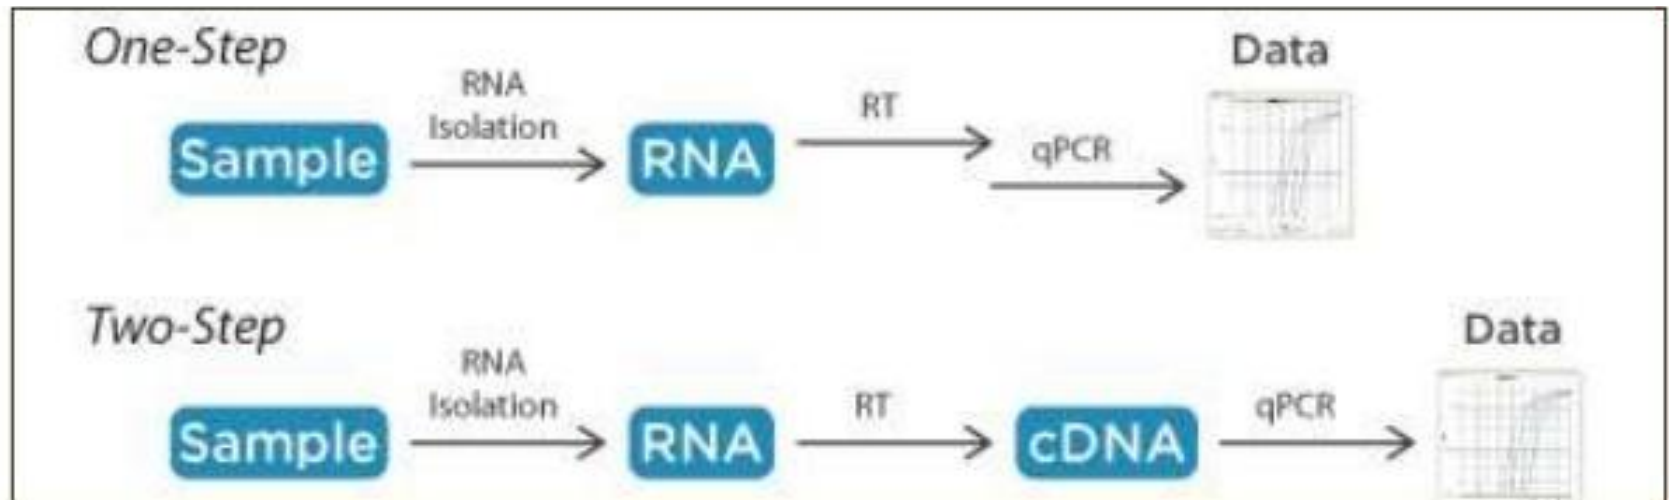 One-Step
Data
RNA
Isolation
RT
qPCR
Sample
RNA
Two-Step
Data
RNA
Isolation
RT
qPCR
Sample
RNA
cDNA